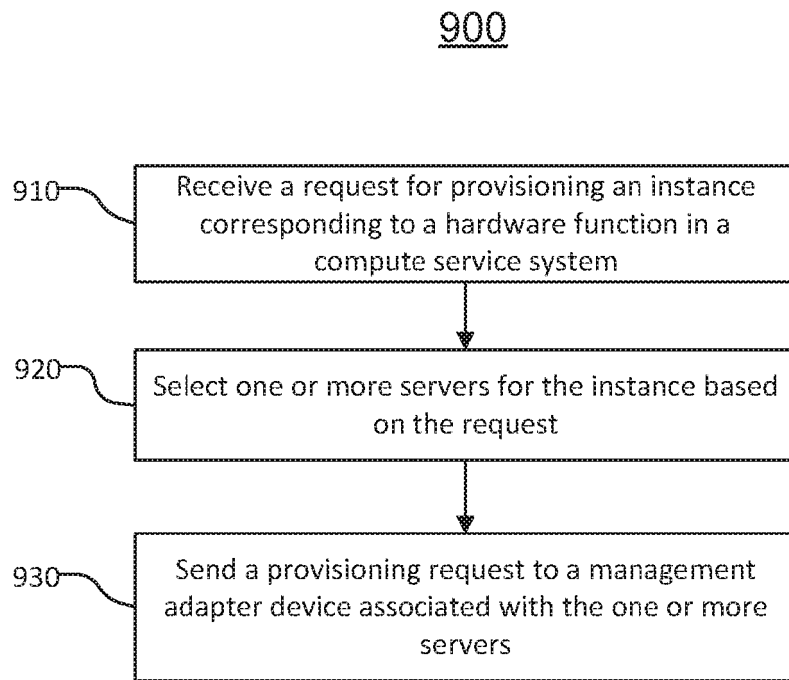 900
910
Receive a request for provisioning an instance
corresponding to a hardware function in a
compute service system
920
Select one or more servers for the instance based
on the request
930
Send a provisioning request to a management
adapter device associated with the one or more
servers